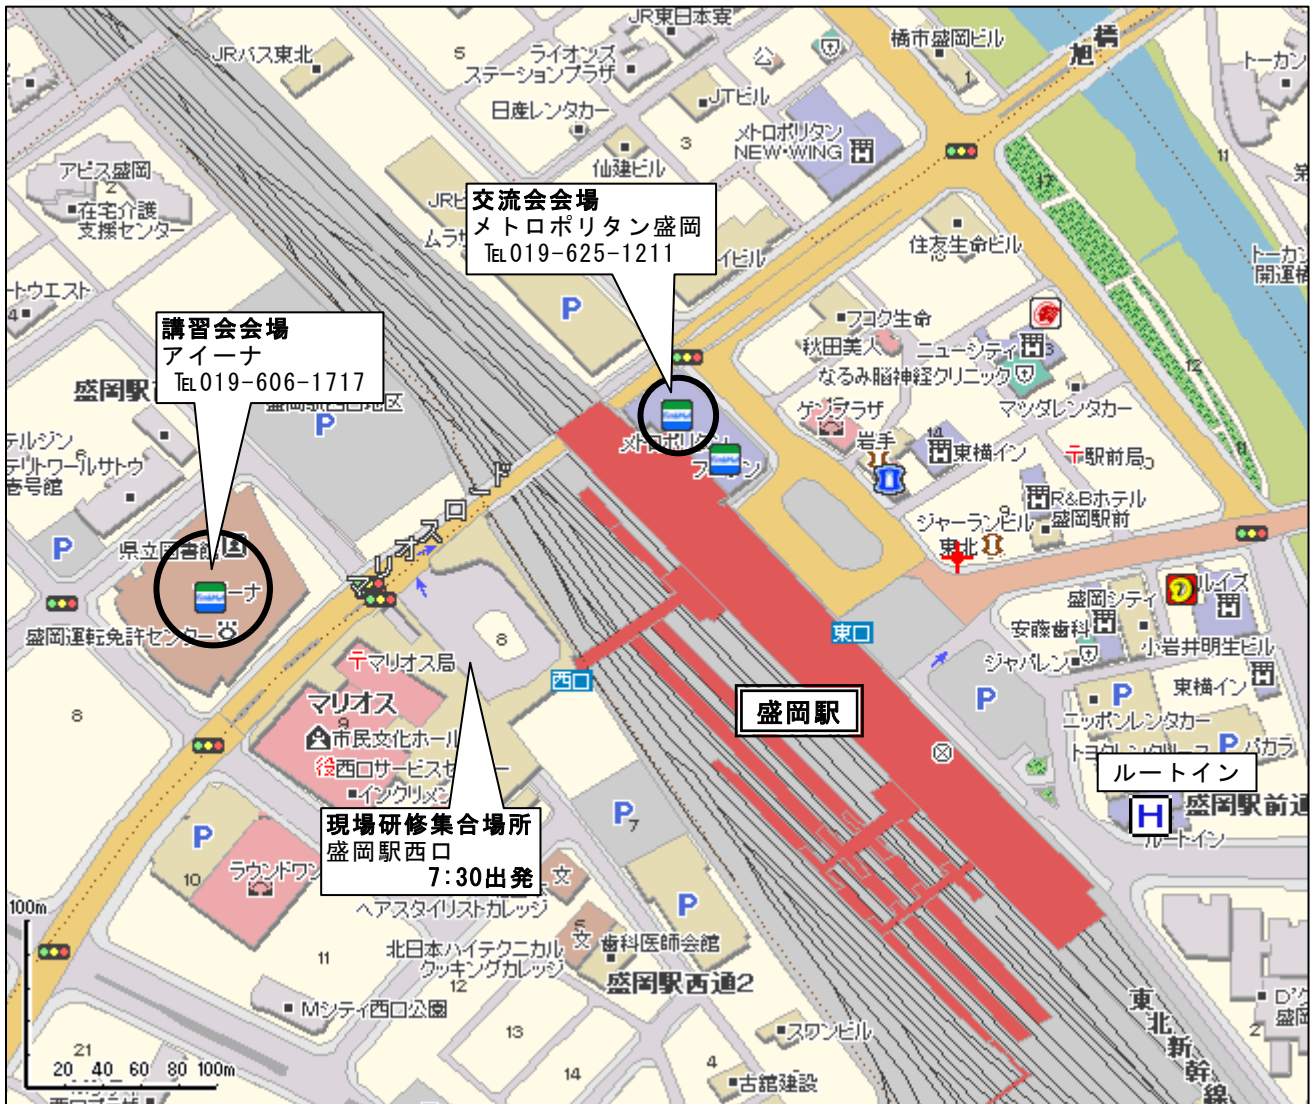 JR東日本寮
JRバス東北
ライオンズ
ステーションプラザ
橋市盛岡ビル
旭橋
トーカン
日産レンタカー
JTビル
仙建ビル
メトロポリタン
NEW・WING
アピス盛岡
在宅介護
支援センター
交流会会場
メトロポリタン盛岡
℡019-625-1211
住友生命ビル
トーカン
開運橋
講習会会場
アイーナ
℡019-606-1717
フコク生命
秋田美人
ニューシティ
なるみ脳神経クリニック
マツダレンタカー
盛岡駅西口地区
ゲンプラザ
メトロポリタン
岩手
東横イン
駅前局
R&Bホテル
盛岡駅前
マリオスロード
県立図書館
ジャーランビル
東北
盛岡運転免許センター
盛岡シティ
ルイズ
安藤歯科
小岩井明生ビル
東口
西口
マリオス局
マリオス
市民文化ホール
西口サービスセ
インクリメン
ジャパレン
東横イン
ニッポンレンタカー
盛岡駅
パカラ
ルートイン
H
盛岡駅前通
ルートイン
現場研修集合場所
盛岡駅西口
7:30出発
ラウンドワン
ヘアスタイリストカレッジ
北日本ハイテクニカル
クッキングカレッジ
歯科医師会館
盛岡駅西通2
Mシティ西口公園
スワンビル
古舘建設
東北新幹線
100m
20 40 60 80 100m